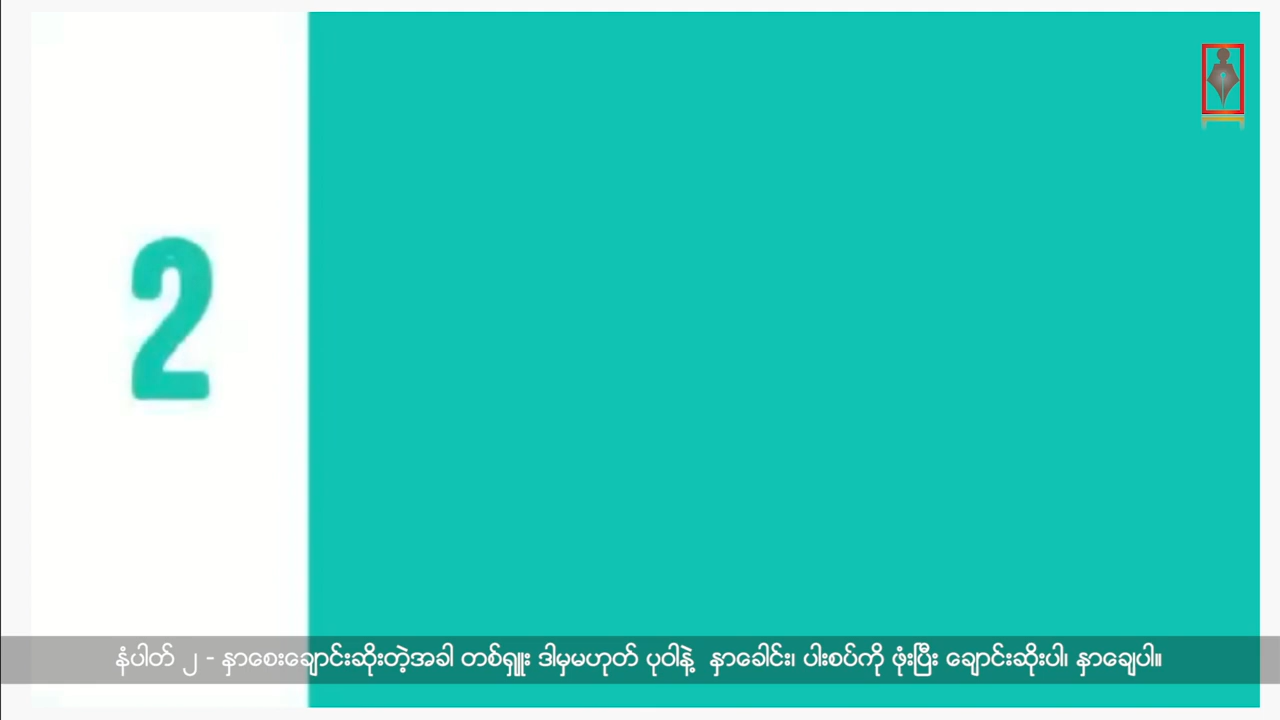 2
နံပါတ် ၂ - နှာစေးချောင်းဆိုးတဲ့အခါ တစ်ရှူး ဒါမှမဟုတ် ပုဝါနဲ့ နှာခေါင်း၊ ပါးစပ်ကို ဖုံးပြီး ချောင်းဆိုးပါ၊ နှာချေပါ။